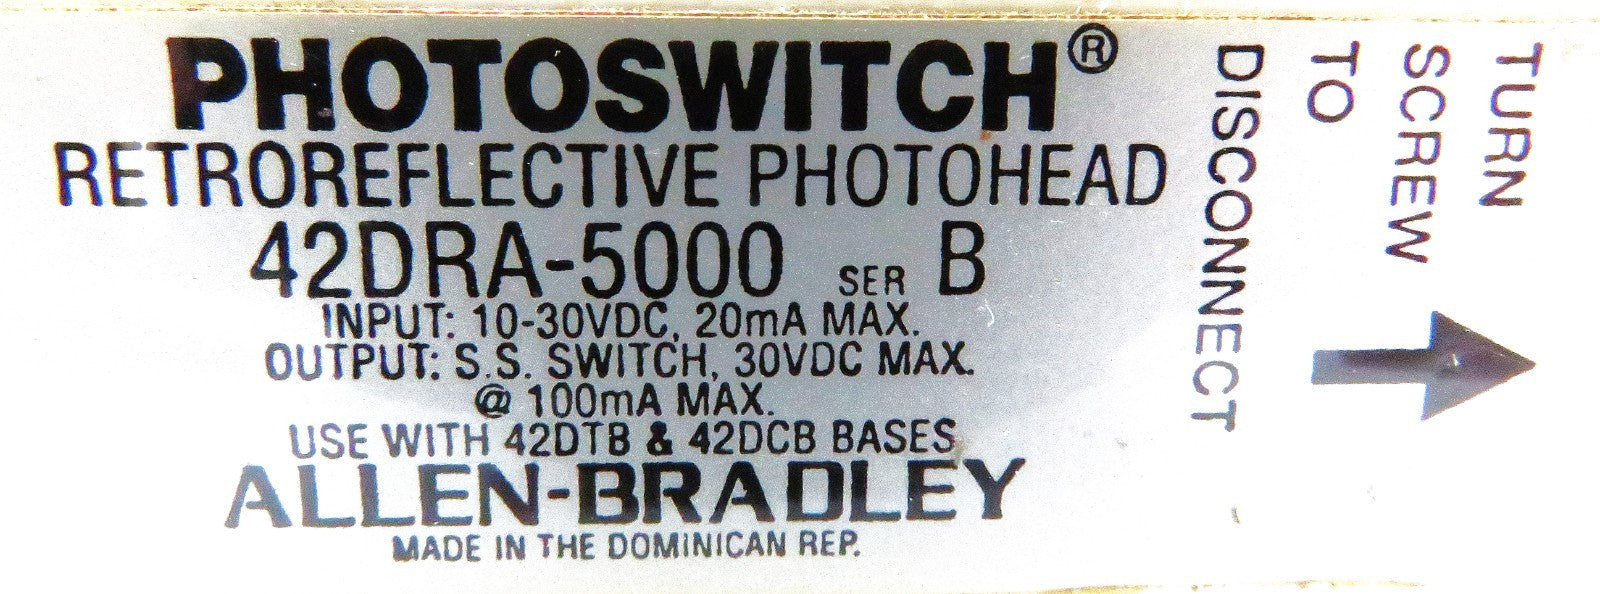 PHOTOSWITCH®
RETROREFLECTIVE PHOTOHEAD
42DRA-5000 SER B
INPUT: 10-30VDC, 20mA MAX.
OUTPUT: S.S. SWITCH, 30VDC MAX.
@ 100mA MAX.
USE WITH 42DTB & 42DCB BASES
ALLEN-BRADLEY
MADE IN THE DOMINICAN REP.
TURN
SCREW
TO
DISCONNECT